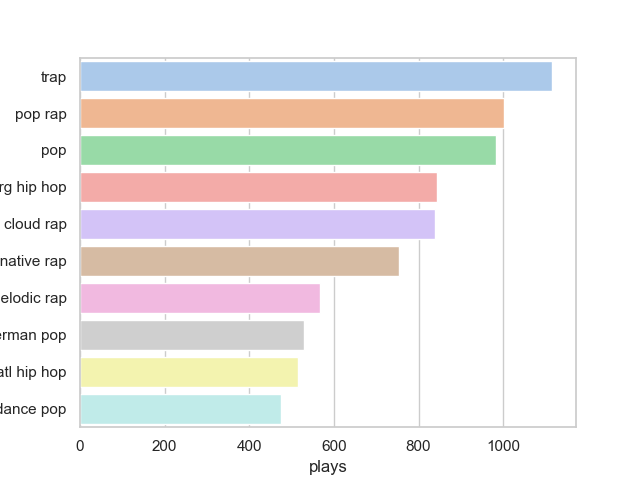 trap
pop rap
pop
rg hip hop
cloud rap
native rap
elodic rap
erman pop
atl hip hop
dance pop
0 200 400 600 800 1000
plays